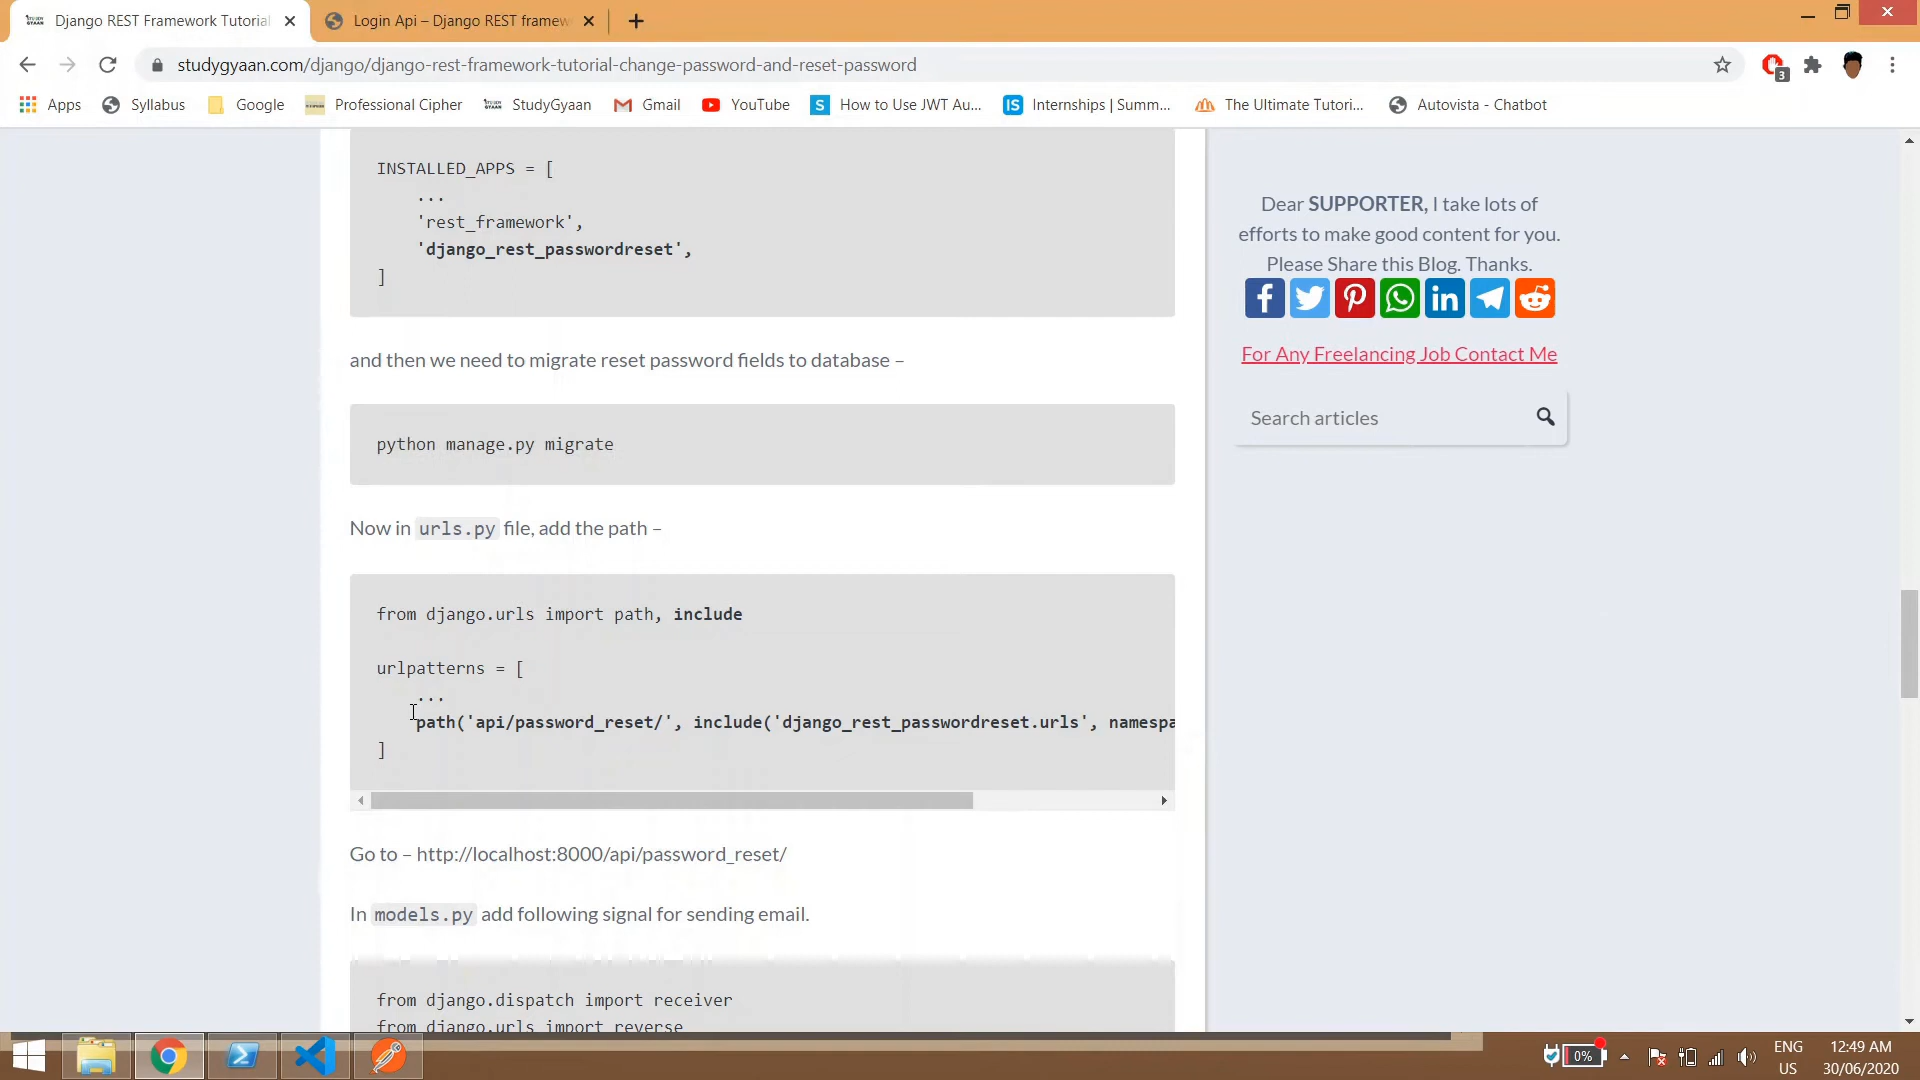 Django REST Framework Tutorial
Login Api – Django REST framew
studygyaan.com/django/django-rest-framework-tutorial-change-password-and-reset-password
3
Apps
Syllabus
Google
Professional Cipher
StudyGyaan
Gmail
YouTube
How to Use JWT Au...
Internships | Summ...
The Ultimate Tutori...
Autovista - Chatbot
INSTALLED_APPS = [
...
'rest_framework',
'django_rest_passwordreset',
]
and then we need to migrate reset password fields to database –
python manage.py migrate
Now in urls.py file, add the path –
from django.urls import path, include
urlpatterns = [
...
path('api/password_reset/', include('django_rest_passwordreset.urls', namespa
]
Go to – http://localhost:8000/api/password_reset/
In models.py add following signal for sending email.
from django.dispatch import receiver
from django.urls import reverse
Dear SUPPORTER, I take lots of
efforts to make good content for you.
Please Share this Blog. Thanks.
For Any Freelancing Job Contact Me
Search articles
0%
ENG
US
12:49 AM
30/06/2020